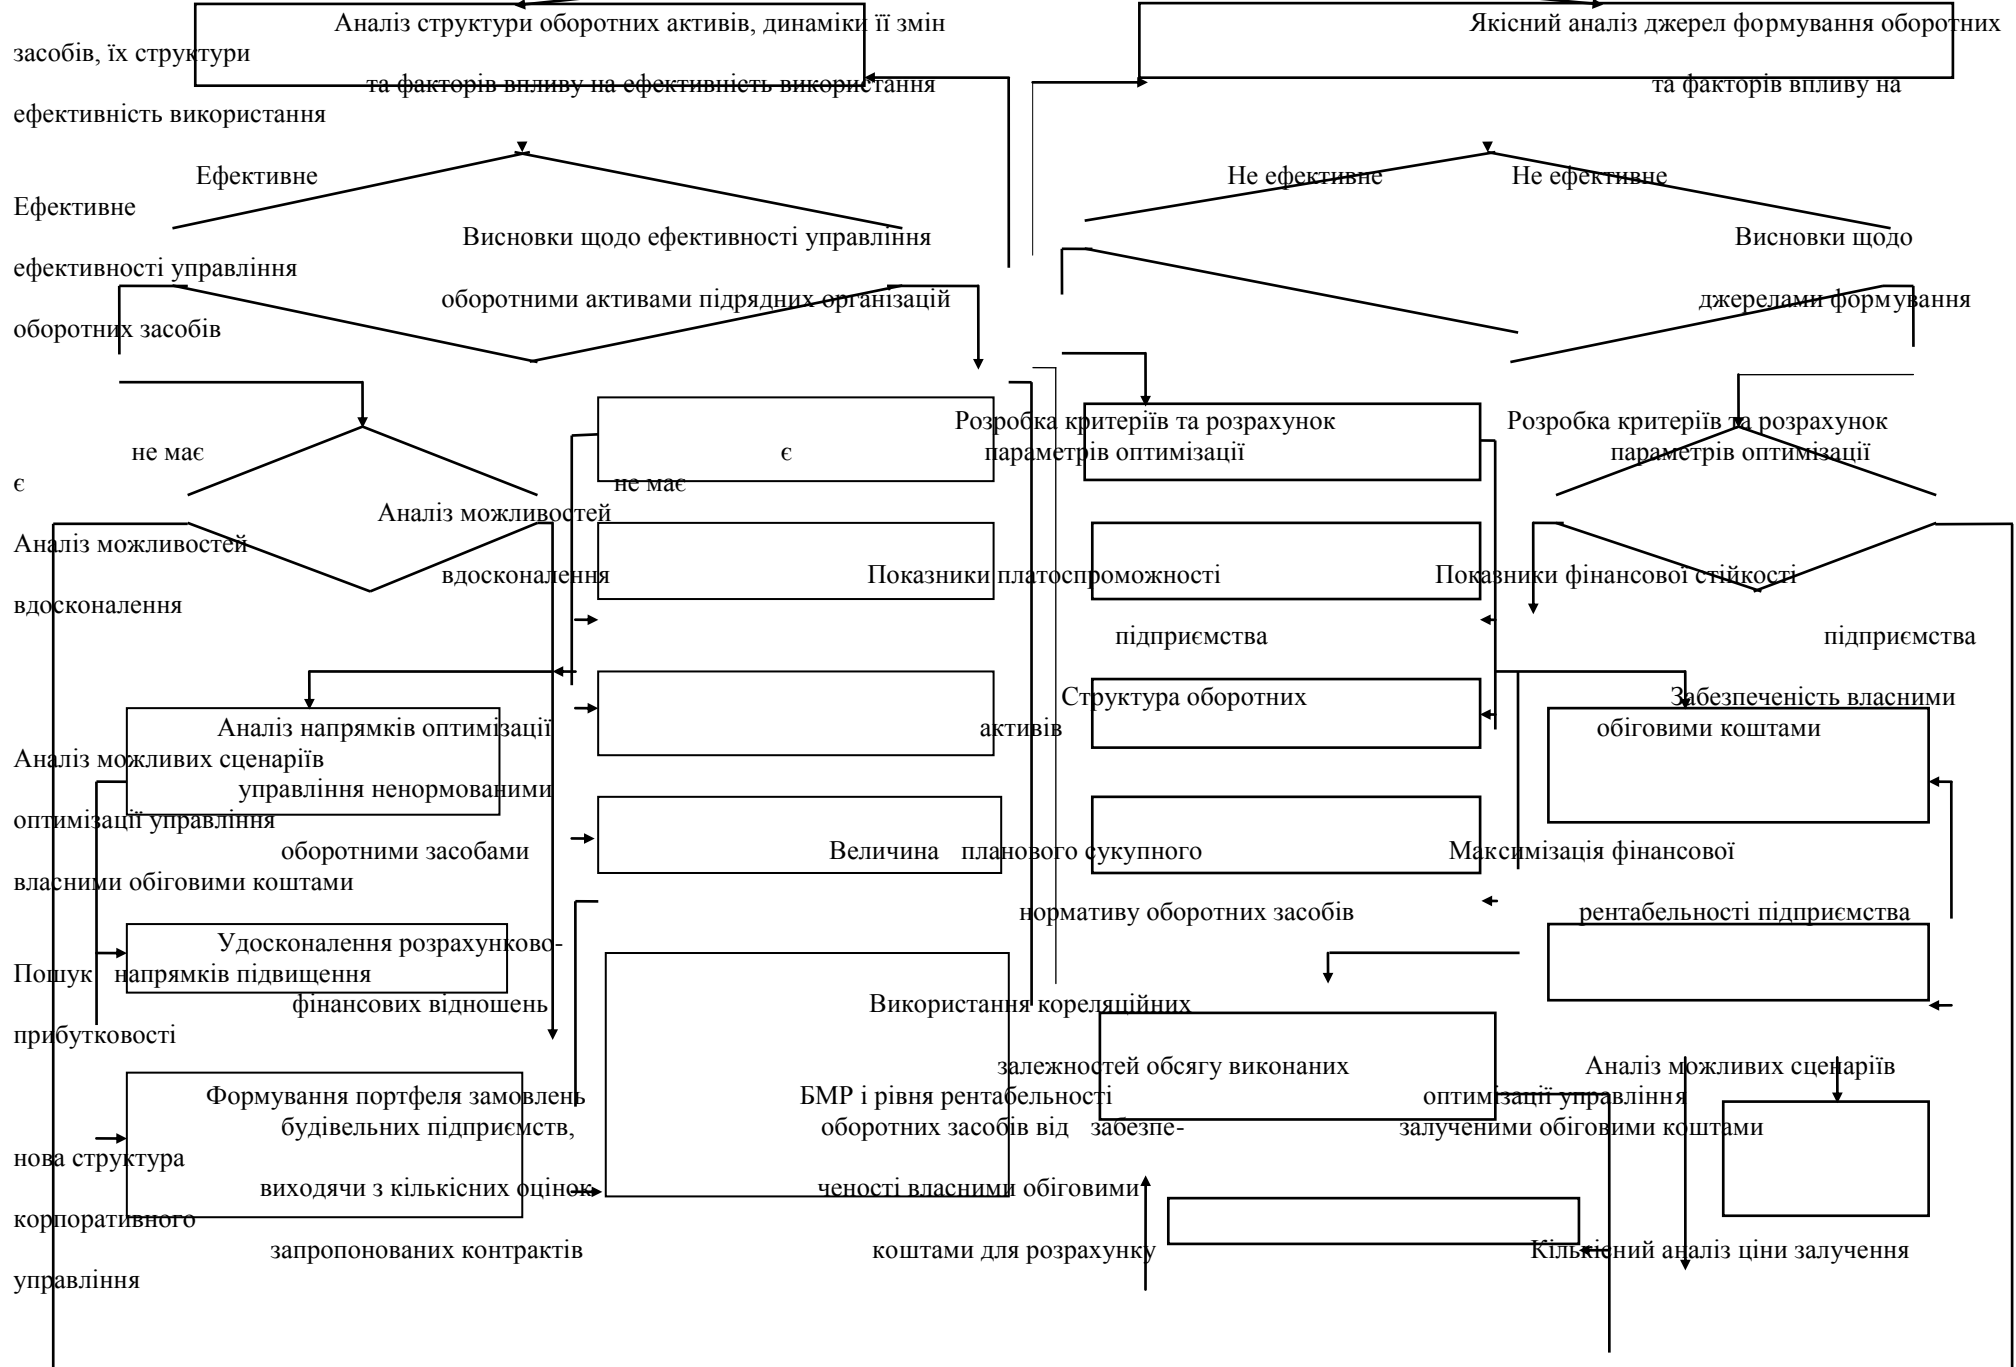 Аналіз структури оборотних активів, динаміки її змін Якісний аналіз джерел формування оборотних
засобів, їх структури
та факторів впливу на ефективність використання та факторів впливу на
ефективність використання
Ефективне Не ефективне Не ефективне
Ефективне
Висновки щодо ефективності управління Висновки щодо
ефективності управління
оборотними активами підрядних організацій джерелами формування
оборотних засобів
Розробка критеріїв та розрахунок Розробка критеріїв та розрахунок
не має є параметрів оптимізації параметрів оптимізації
є не має
Аналіз можливостей
Аналіз можливостей
вдосконалення Показники платоспроможності Показники фінансової стійкості
вдосконалення
підприємства підприємства
Структура оборотних Забезпеченість власними
Аналіз напрямків оптимізації активів обіговими коштами
Аналіз можливих сценаріїв
управління ненормованими
оптимізації управління
оборотними засобами Величина планового сукупного Максимізація фінансової
власними обіговими коштами
нормативу оборотних засобів рентабельності підприємства
Удосконалення розрахунково-
Пошук напрямків підвищення
фінансових відношень Використання кореляційних
прибутковості
залежностей обсягу виконаних Аналіз можливих сценаріїв
Формування портфеля замовлень БМР і рівня рентабельності оптимізації управління
будівельних підприємств, оборотних засобів від забезпе- залученими обіговими коштами
нова структура
виходячи з кількісних оцінок ченості власними обіговими
корпоративного
запропонованих контрактів коштами для розрахунку Кількісний аналіз ціни залучення
управління